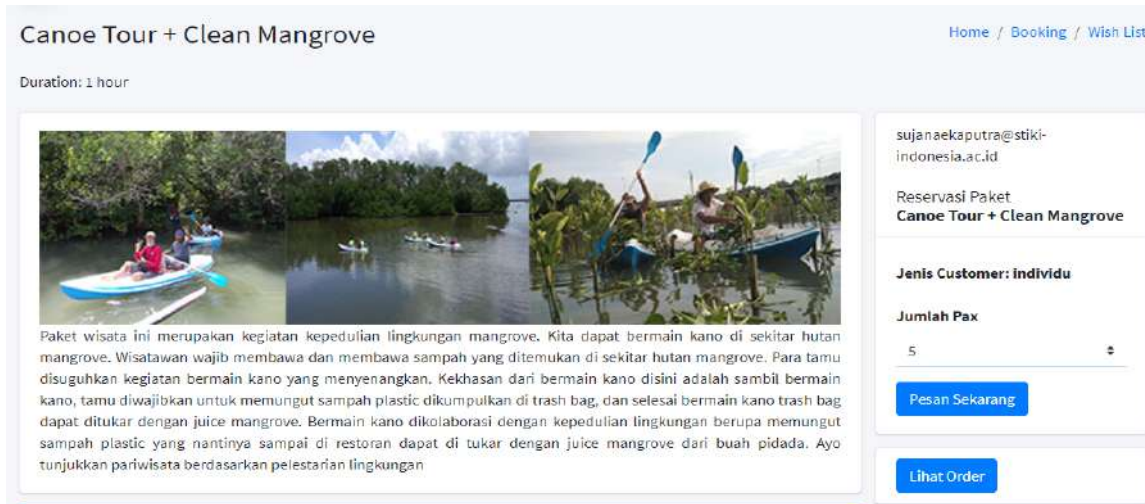 Canoe Tour + Clean Mangrove
Home / Booking / Wish List
Duration: 1 hour
Paket wisata ini merupakan kegiatan kepedulian lingkungan mangrove. Kita dapat bermain kano di sekitar hutan
mangrove. Wisatawan wajib membawa dan membawa sampah yang ditemukan di sekitar hutan mangrove. Para tamu
disuguhkan kegiatan bermain kano yang menyenangkan. Kekhasan dari bermain kano disini adalah sambil bermain
kano, tamu diwajibkan untuk memungut sampah plastic dikumpulkan di trash bag, dan selesai bermain kano trash bag
dapat ditukar dengan juice mangrove. Bermain kano dikolaborasi dengan kepedulian lingkungan berupa memungut
sampah plastic yang nantinya sampai di restoran dapat di tukar dengan juice mangrove dari buah pidada. Ayo
tunjukkan pariwisata berdasarkan pelestarian lingkungan
sujanaekaputra@stiki-
indonesia.ac.id
Reservasi Paket
Canoe Tour + Clean Mangrove
Jenis Customer: individu
Jumlah Pax
5
Pesan Sekarang
Lihat Order